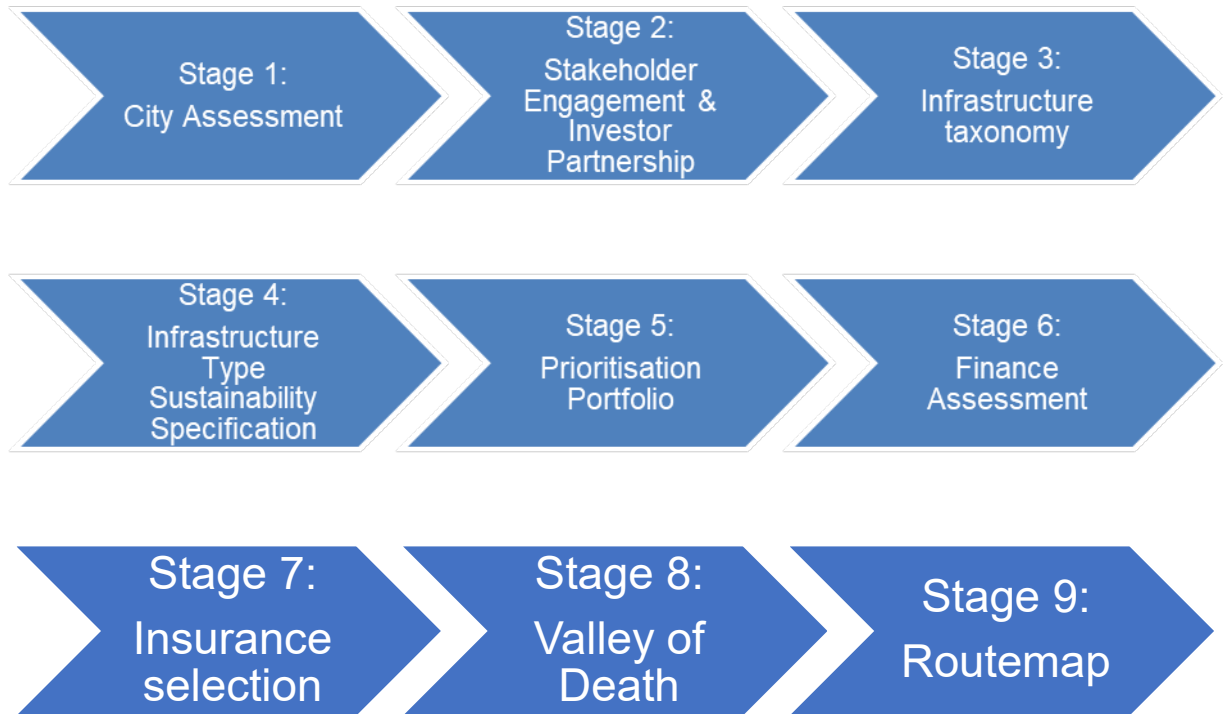 Stage 1:
City Assessment
Stage 2:
Stakeholder
Engagement &
Investor
Partnership
Stage 3:
Infrastructure
taxonomy
Stage 4:
Infrastructure
Type
Sustainability
Specification
Stage 5:
Prioritisation
Portfolio
Stage 6:
Finance
Assessment
Stage 7:
Insurance
selection
Stage 8:
Valley of
Death
Stage 9:
Routemap